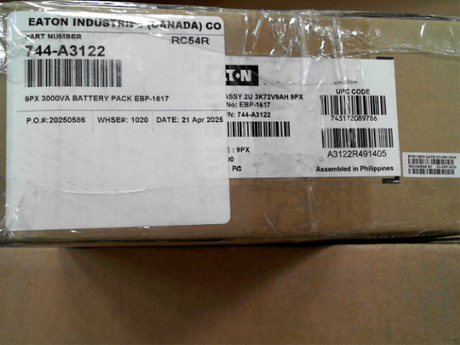 EATON INDUSTRIES (CANADA) CO
PART NUMBER
RC54R
744-A3122
9PX 3000VA BATTERY PACK EBP-1617
P.O.#:20250586 WHSE#: 1020 DATE: 21 Apr 2025
ASSY 2U 3K72V9AH 9PX
No: EBP-1617
P/N: 744-A3122
: 9PX
00
PC
UPC CODE
743172089786
A3122R491405
Assembled in Philippines